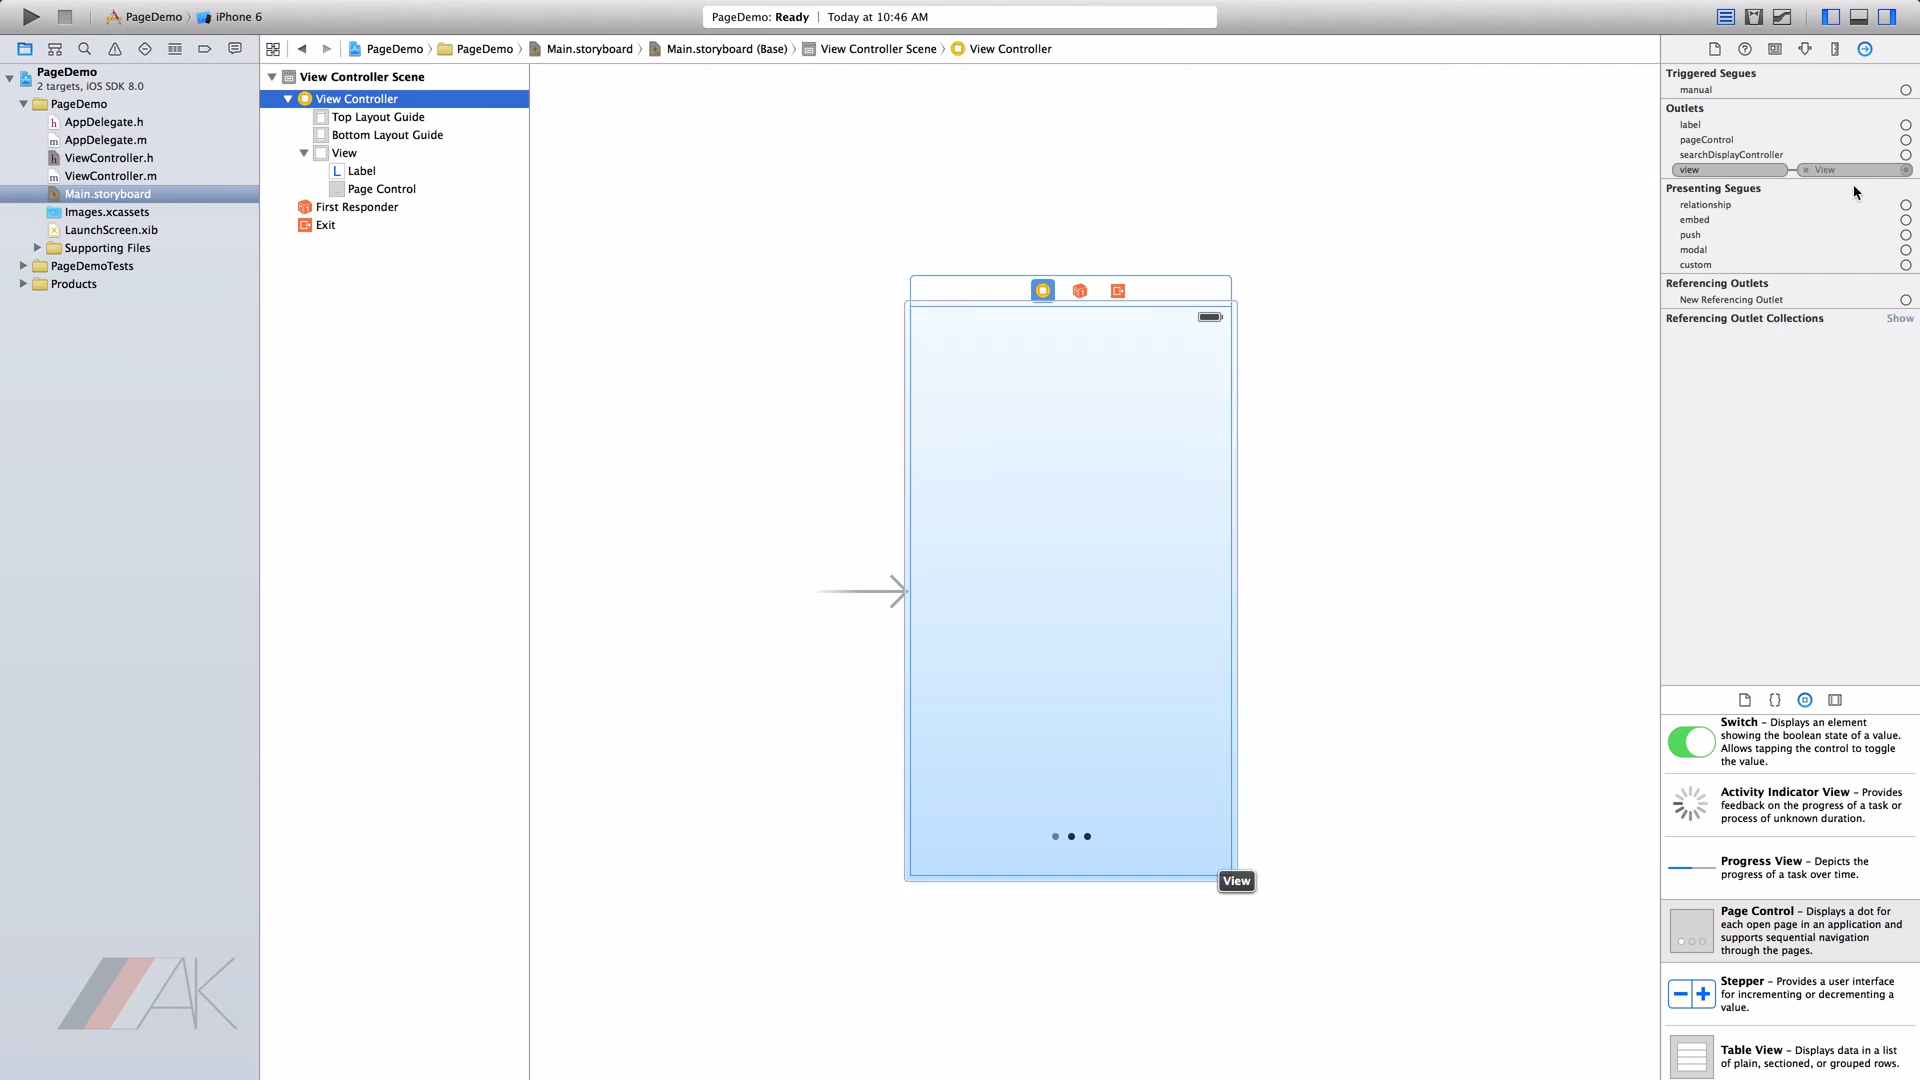 PageDemo iPhone 6
PageDemo: Ready Today at 10:46 AM
PageDemo PageDemo Main.storyboard Main.storyboard (Base) View Controller Scene View Controller
PageDemo
2 targets, iOS SDK 8.0
PageDemo
AppDelegate.h
AppDelegate.m
ViewController.h
ViewController.m
Main.storyboard
Images.xcassets
LaunchScreen.xib
Supporting Files
PageDemoTests
Products
AK
View Controller Scene
View Controller
Top Layout Guide
Bottom Layout Guide
View
L Label
Page Control
First Responder
Exit
View
Triggered Segues
manual
Outlets
label
pageControl
searchDisplayController
view View
Presenting Segues
relationship
embed
push
modal
custom
Referencing Outlets
New Referencing Outlet
Referencing Outlet Collections Show
Switch – Displays an element
showing the boolean state of a value.
Allows tapping the control to toggle
the value.
Activity Indicator View – Provides
feedback on the progress of a task or
process of unknown duration.
Progress View – Depicts the
progress of a task over time.
Page Control – Displays a dot for
each open page in an application and
supports sequential navigation
through the pages.
Stepper – Provides a user interface
for incrementing or decrementing a
value.
Table View – Displays data in a list
of plain, sectioned, or grouped rows.